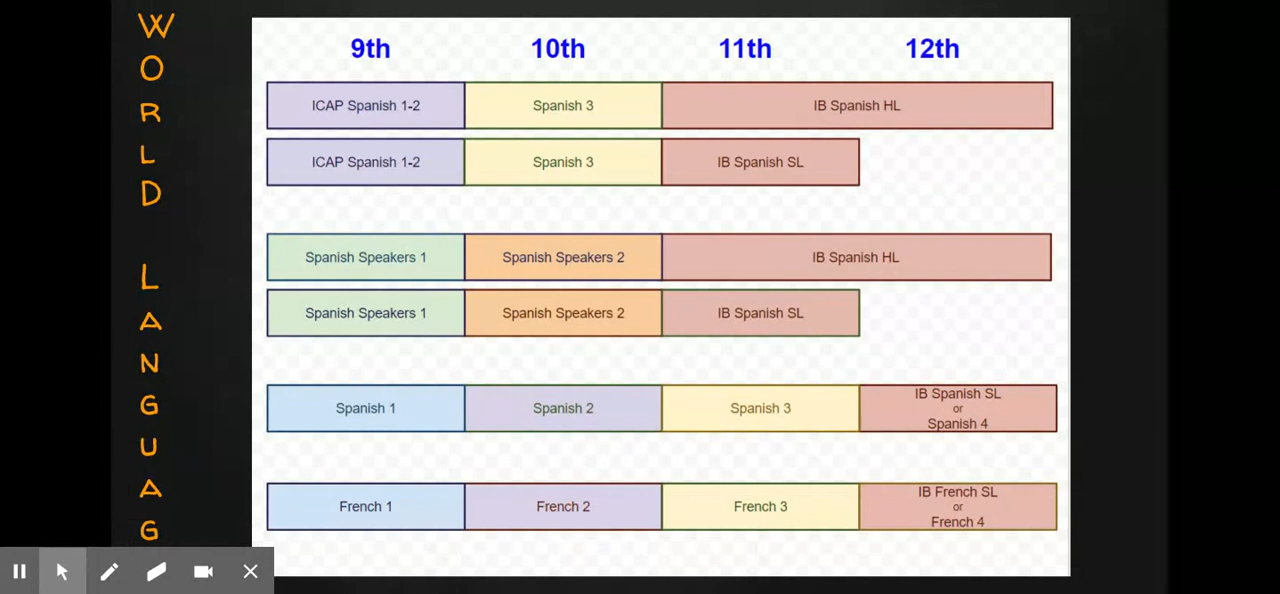 WORLD LANGUAG
9th 10th 11th 12th
ICAP Spanish 1-2 Spanish 3 IB Spanish HL
ICAP Spanish 1-2 Spanish 3 IB Spanish SL
Spanish Speakers 1 Spanish Speakers 2 IB Spanish HL
Spanish Speakers 1 Spanish Speakers 2 IB Spanish SL
Spanish 1 Spanish 2 Spanish 3 IB Spanish SL
or
Spanish 4
French 1 French 2 French 3 IB French SL
or
French 4